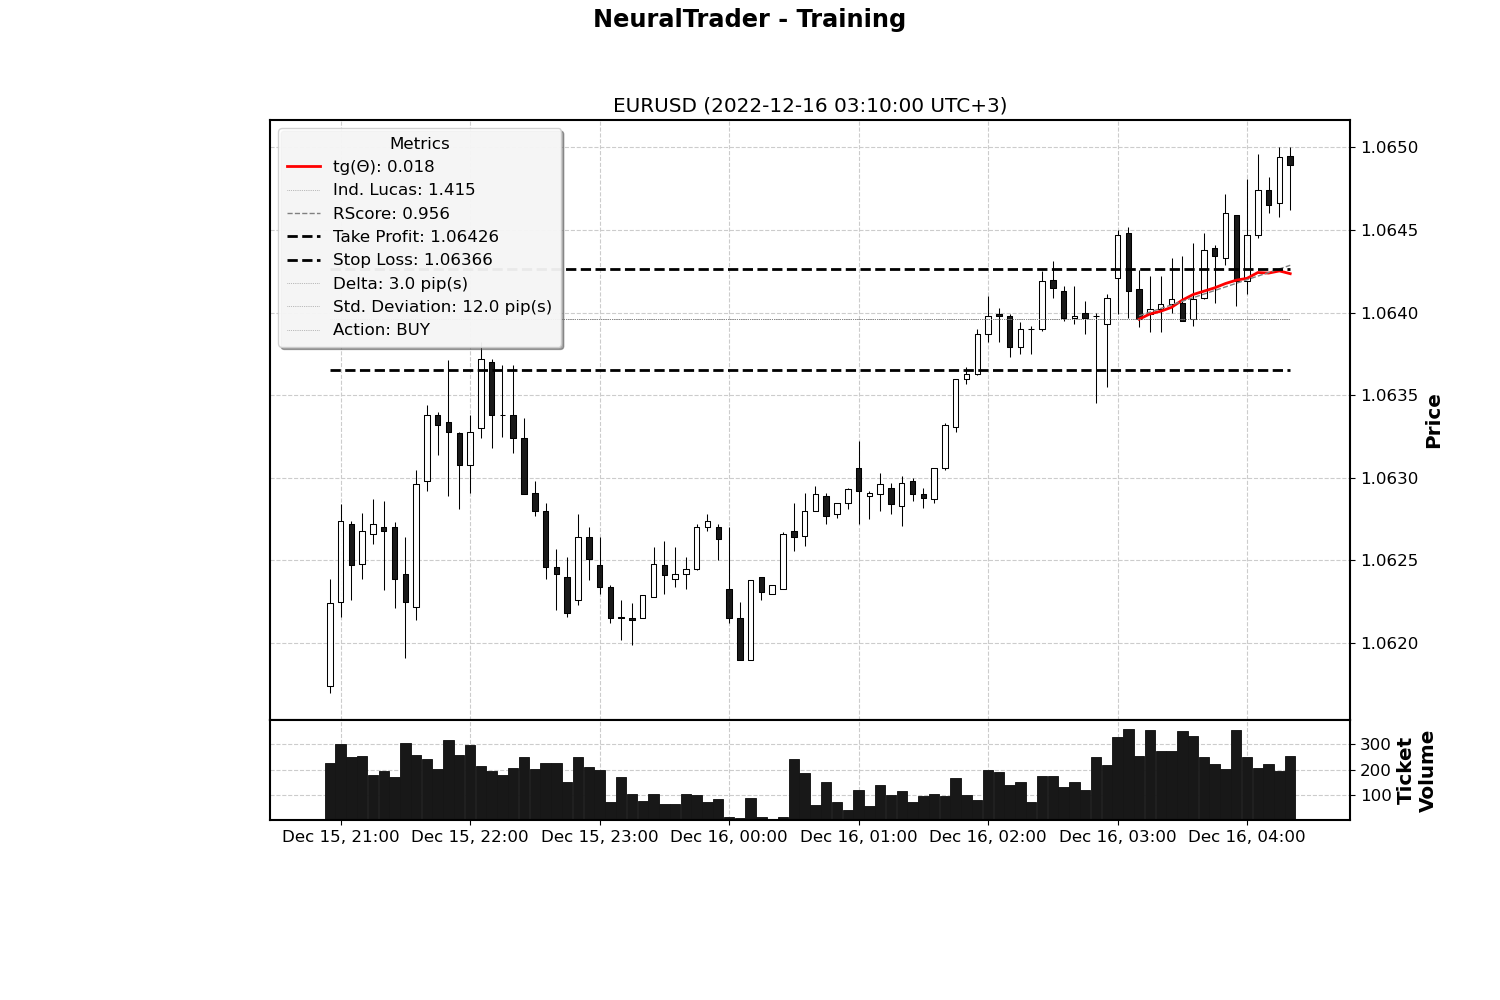 NeuralTrader - Training
EURUSD (2022-12-16 03:10:00 UTC+3)
Metrics
tg(Θ): 0.018
Ind. Lucas: 1.415
RScore: 0.956
Take Profit: 1.06426
Stop Loss: 1.06366
Delta: 3.0 pip(s)
Std. Deviation: 12.0 pip(s)
Action: BUY
1.0650
1.0645
1.0640
1.0635
1.0630
1.0625
1.0620
Price
300
200
100
Ticket
Volume
Dec 15, 21:00
Dec 15, 22:00
Dec 15, 23:00
Dec 16, 00:00
Dec 16, 01:00
Dec 16, 02:00
Dec 16, 03:00
Dec 16, 04:00